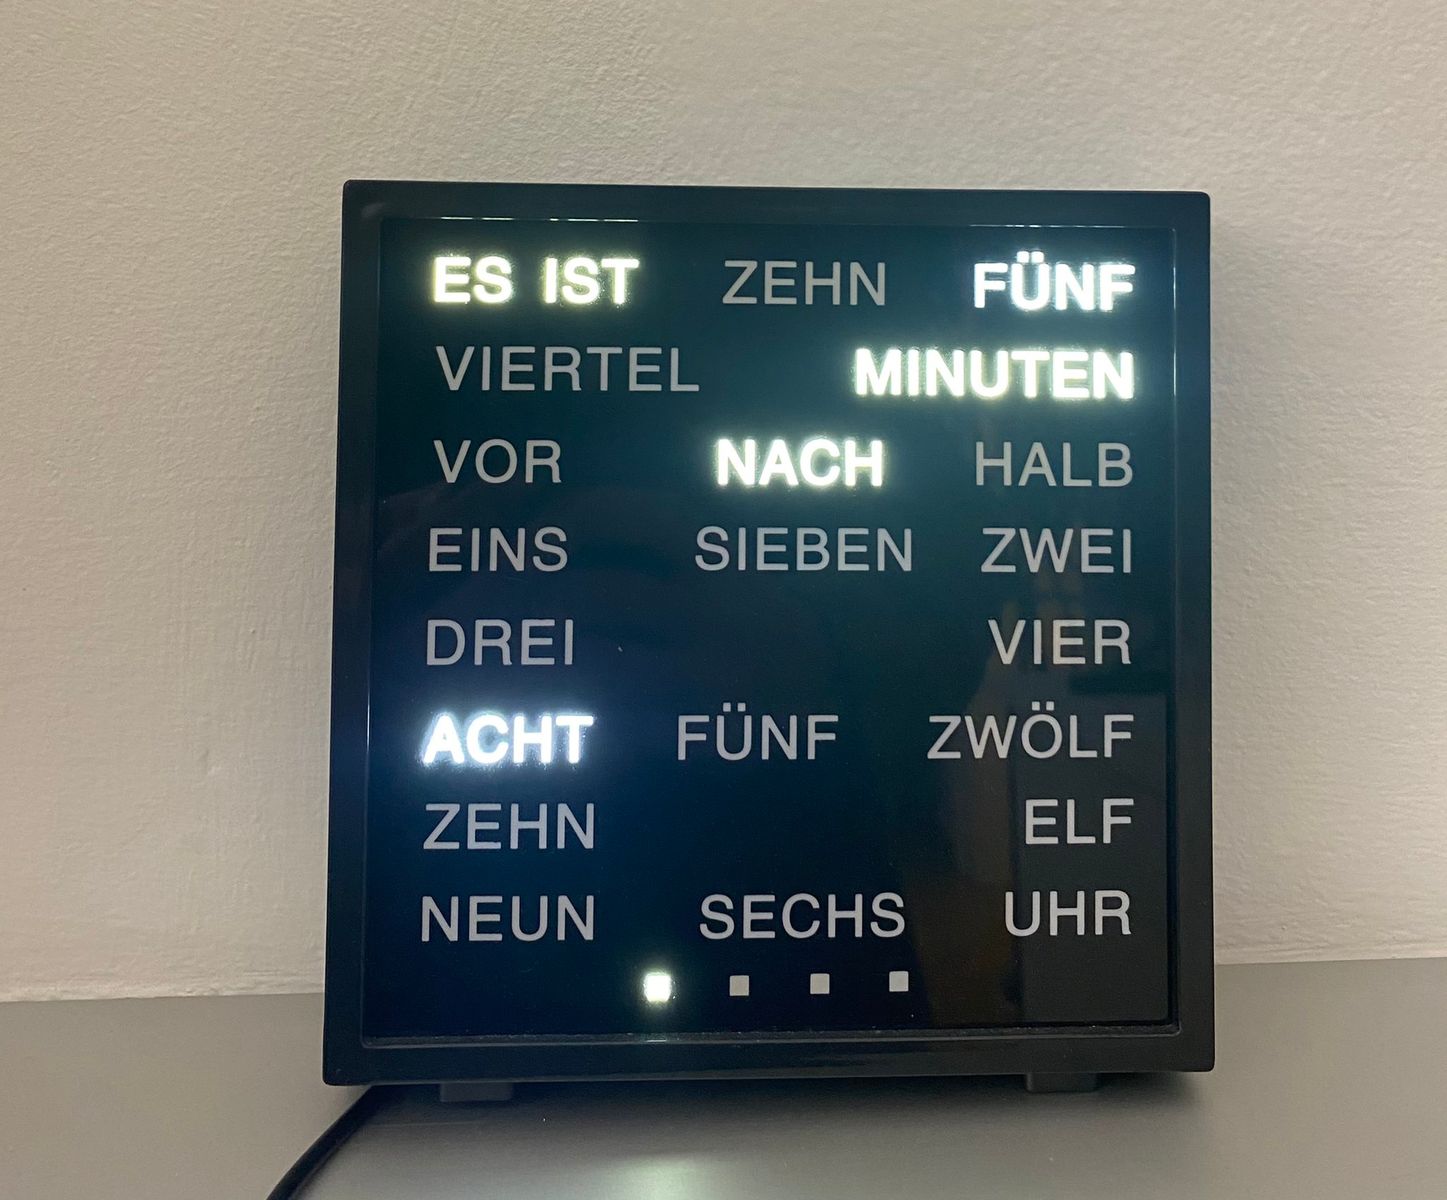 ES IST ZEHN FÜNF
VIERTEL MINUTEN
VOR NACH HALB
EINS SIEBEN ZWEI
DREI VIER
ACHT FÜNF ZWÖLF
ZEHN ELF
NEUN SECHS UHR